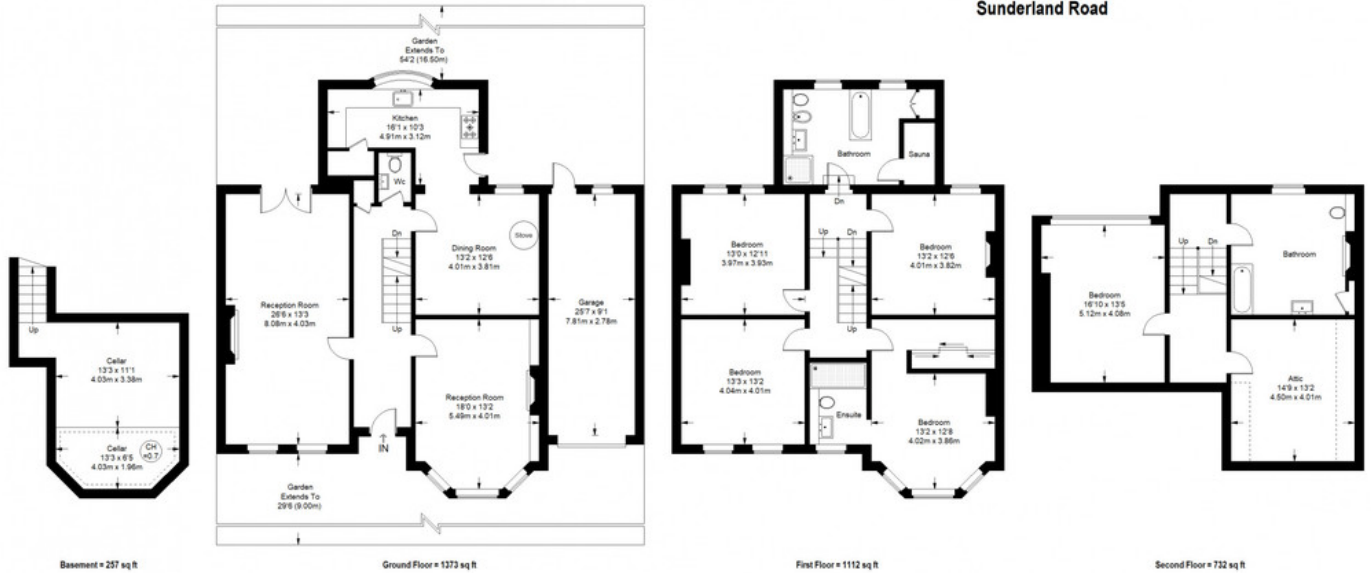 Sunderland Road
Up
Cellar
13'3 x 11'1
4.03m x 3.38m
Cellar
13'3 x 6'5
4.03m x 1.96m
CH
=0.7
Basement = 257 sq ft
Garden
Extends To
54'2 (16.50m)
Kitchen
16'1 x 10'3
4.91m x 3.12m
Wc
Dn
Dining Room
13'2 x 12'6
4.01m x 3.81m
Stove
Reception Room
26'6 x 13'3
8.08m x 4.03m
Garage
25'7 x 9'1
7.81m x 2.78m
Up
Reception Room
18'0 x 13'2
5.49m x 4.01m
IN
Garden
Extends To
29'6 (9.00m)
Ground Floor = 1373 sq ft
Bathroom
Sauna
Dn
Up
Dn
Bedroom
13'0 x 12'11
3.97m x 3.93m
Bedroom
13'2 x 12'6
4.01m x 3.82m
Up
Bedroom
13'3 x 13'2
4.04m x 4.01m
Ensuite
Bedroom
13'2 x 12'8
4.02m x 3.86m
First Floor = 1112 sq ft
Up
Dn
Bathroom
Bedroom
16'10 x 13'5
5.12m x 4.08m
Attic
14'9 x 13'2
4.50m x 4.01m
Second Floor = 732 sq ft